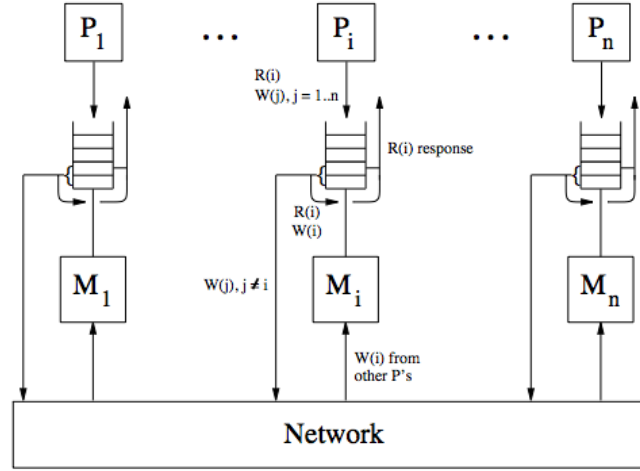 P1 ... Pi ... Pn
R(i)
W(j), j = 1..n
R(i) response
R(i)
W(i)
W(j), j ≠ i
M1
Mi
Mn
W(i) from
other P's
Network